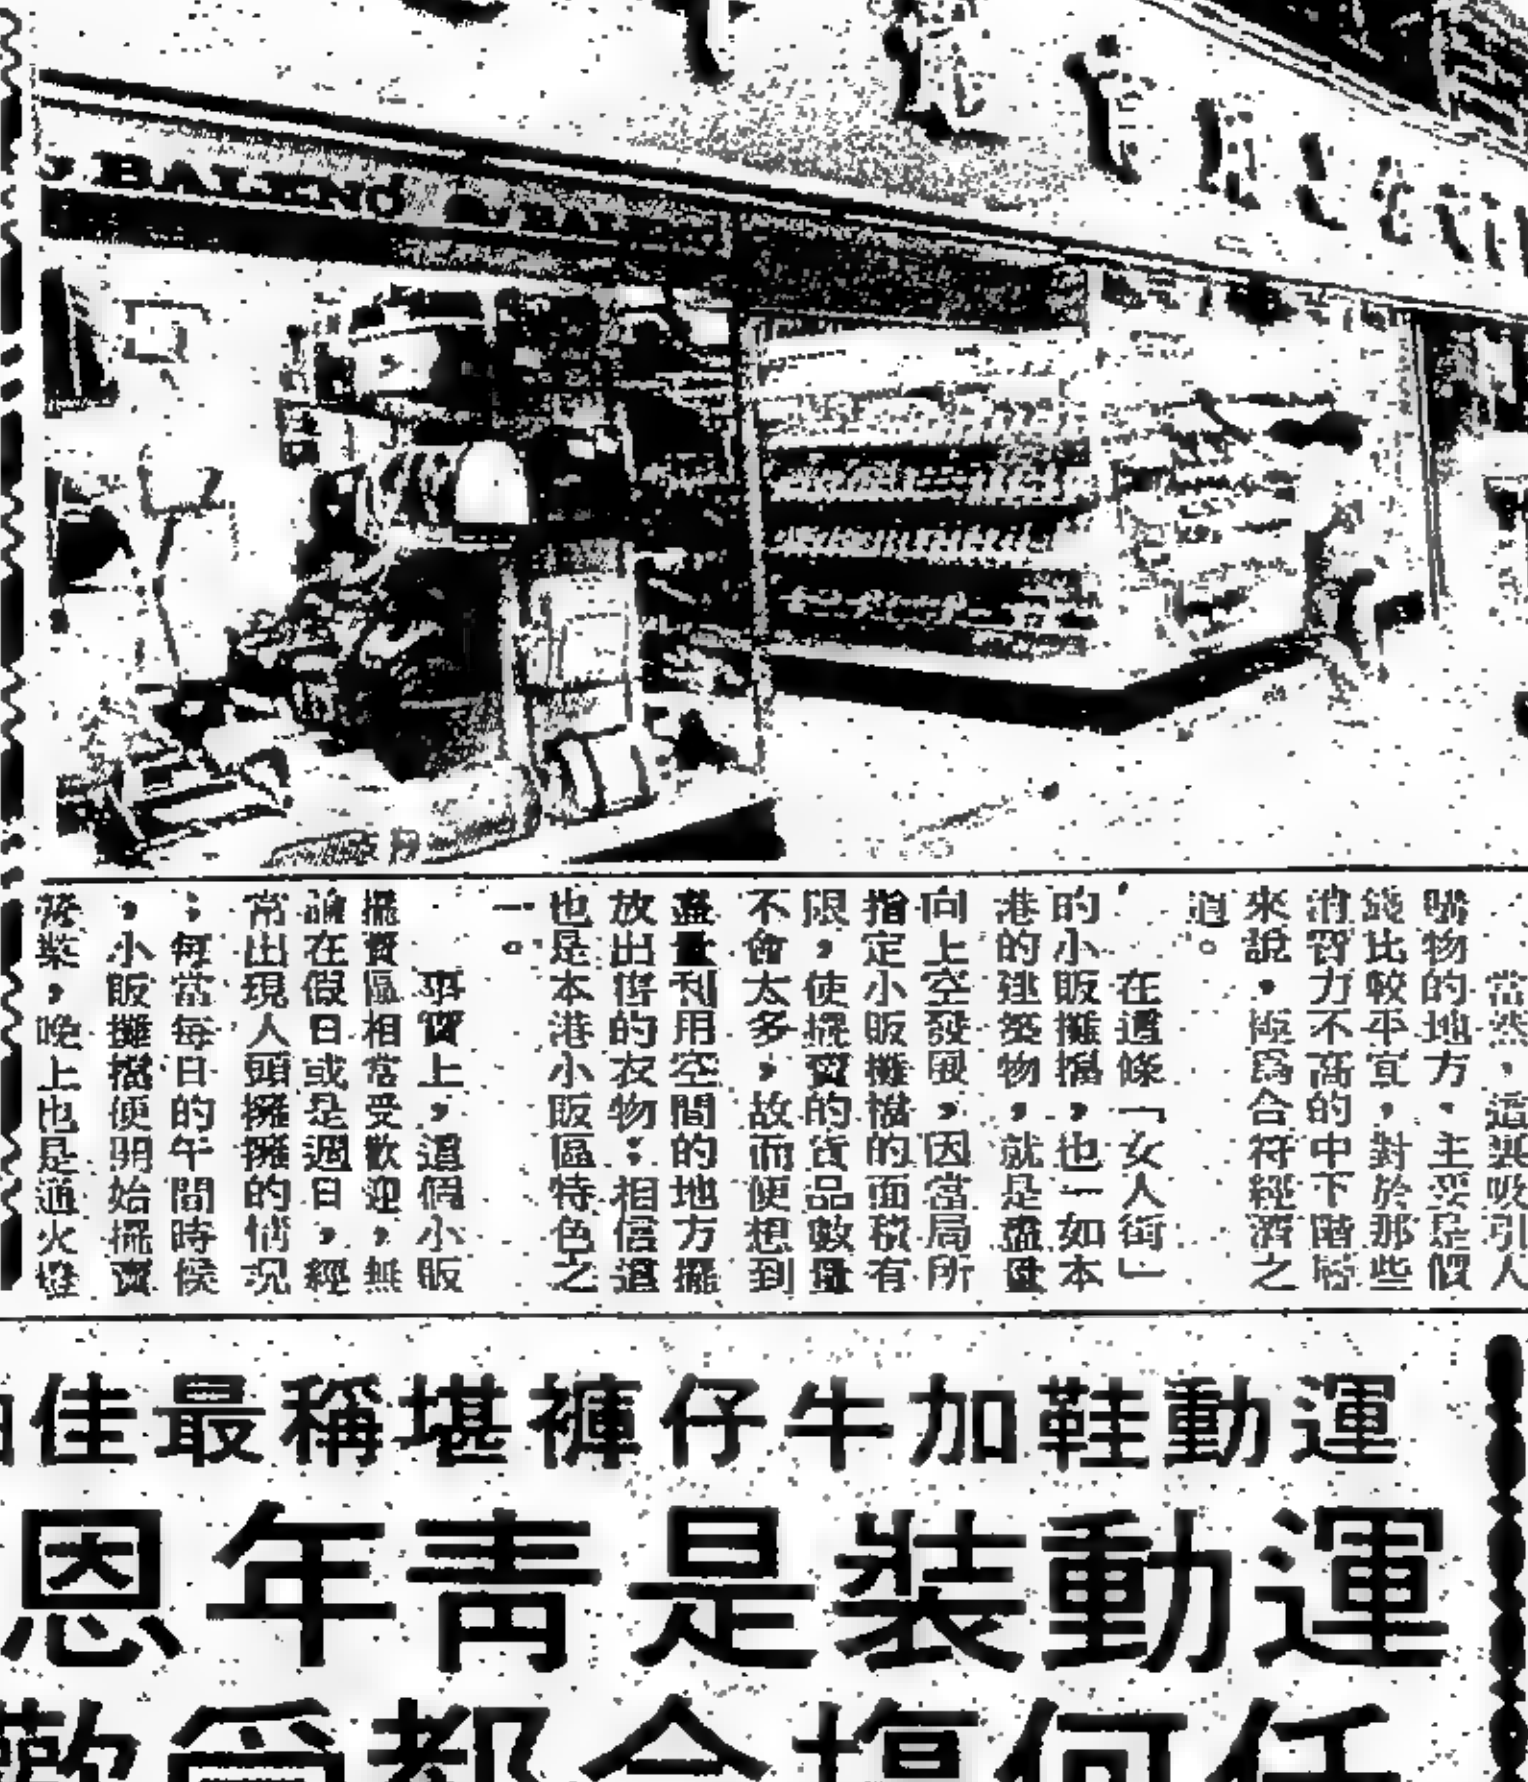 J.BALENO
當然，這裏吸引人
購物的地方，主要是價
錢比較平宜，對於那些
消費力不高的中下階層
來說，極爲合符經濟之
道。
在這條「女人街」
的小販攤檔，也一如本
港的建築物，就是盡量
向上空發展，因當局所
指定小販攤檔的面積有
限，使擺賣的貨品數量
不會太多，故而便想到
盡量利用空間的地方擺
放出售的衣物；相信這
也是本港小販區特色之
一。
事實上，這個小販
擺賣區相當受歡迎，無
論在假日或是週日，經
常出現人頭擁擁的情況
；每當每日的午間時候
，小販攤檔便開始擺賣
，晚上也是通火
運動鞋加牛仔褲堪稱最佳
運動裝是青年恩
任何塲合都爲歡